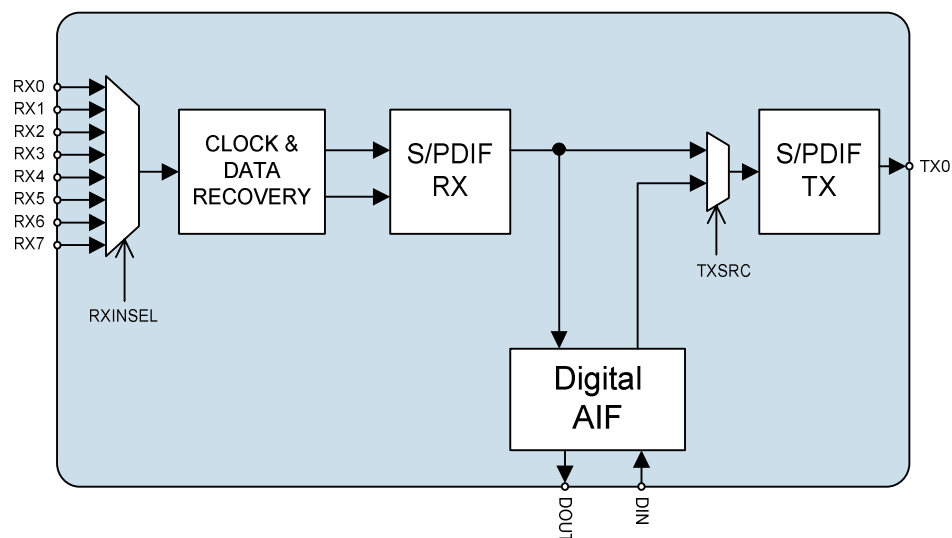 RX0
RX1
RX2
RX3
RX4
RX5
RX6
RX7
RXINSEL
CLOCK &
DATA
RECOVERY
S/PDIF
RX
TXSRC
S/PDIF
TX
TX0
Digital
AIF
DOUT
DIN